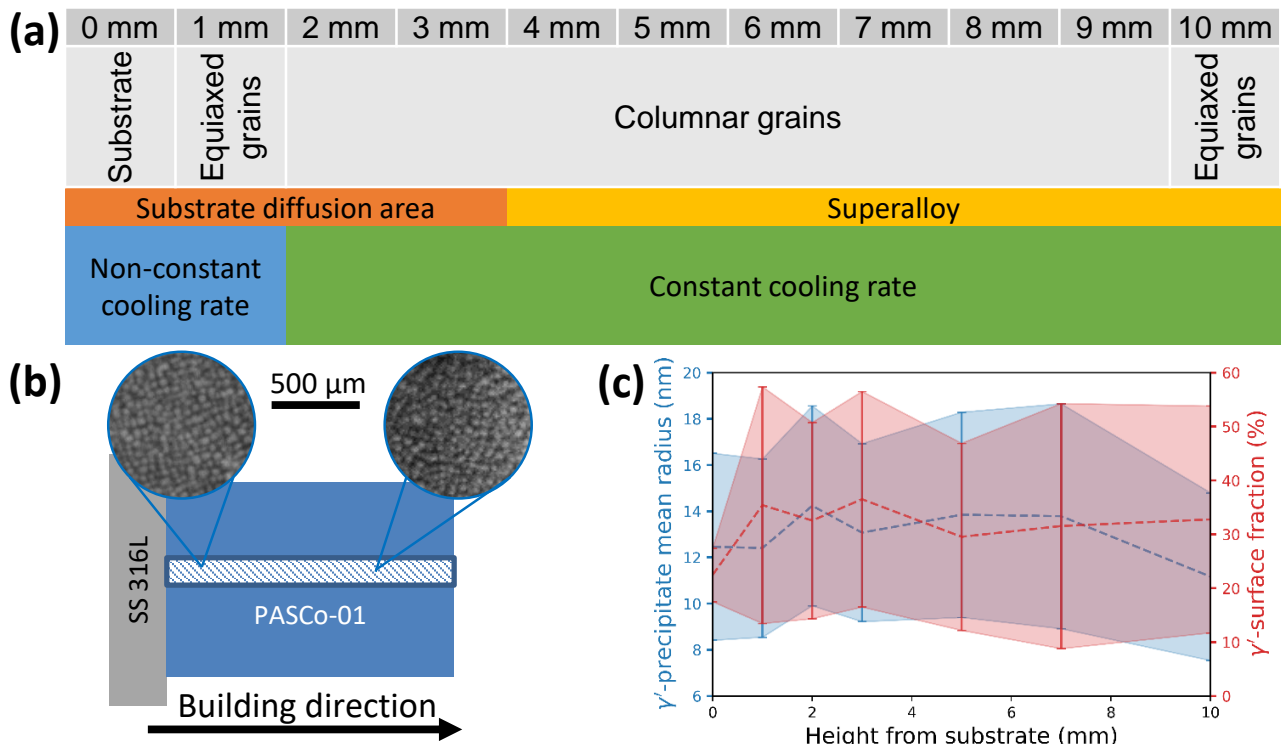 (a)
0 mm 1 mm 2 mm 3 mm 4 mm 5 mm 6 mm 7 mm 8 mm 9 mm 10 mm
Substrate
Equiaxed
grains
Columnar grains
Equiaxed
grains
Substrate diffusion area
Superalloy
Non-constant
cooling rate
Constant cooling rate
(b)
500 µm
SS 316L
PASCo-01
Building direction
(c)
γ′-precipitate mean radius (nm)
20
18
16
14
12
10
8
6
60
50
40
30
20
10
0
γ′-surface fraction (%)
0 2 4 6 8 10
Height from substrate (mm)